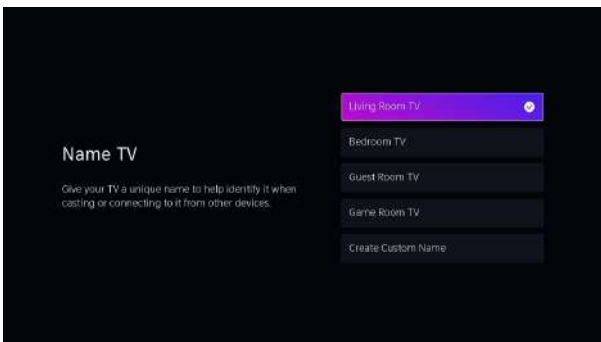 Name TV
Give your TV a unique name to help identify it when
casting or connecting to it from other devices.
Living Room TV
Bedroom TV
Guest Room TV
Game Room TV
Create Custom Name